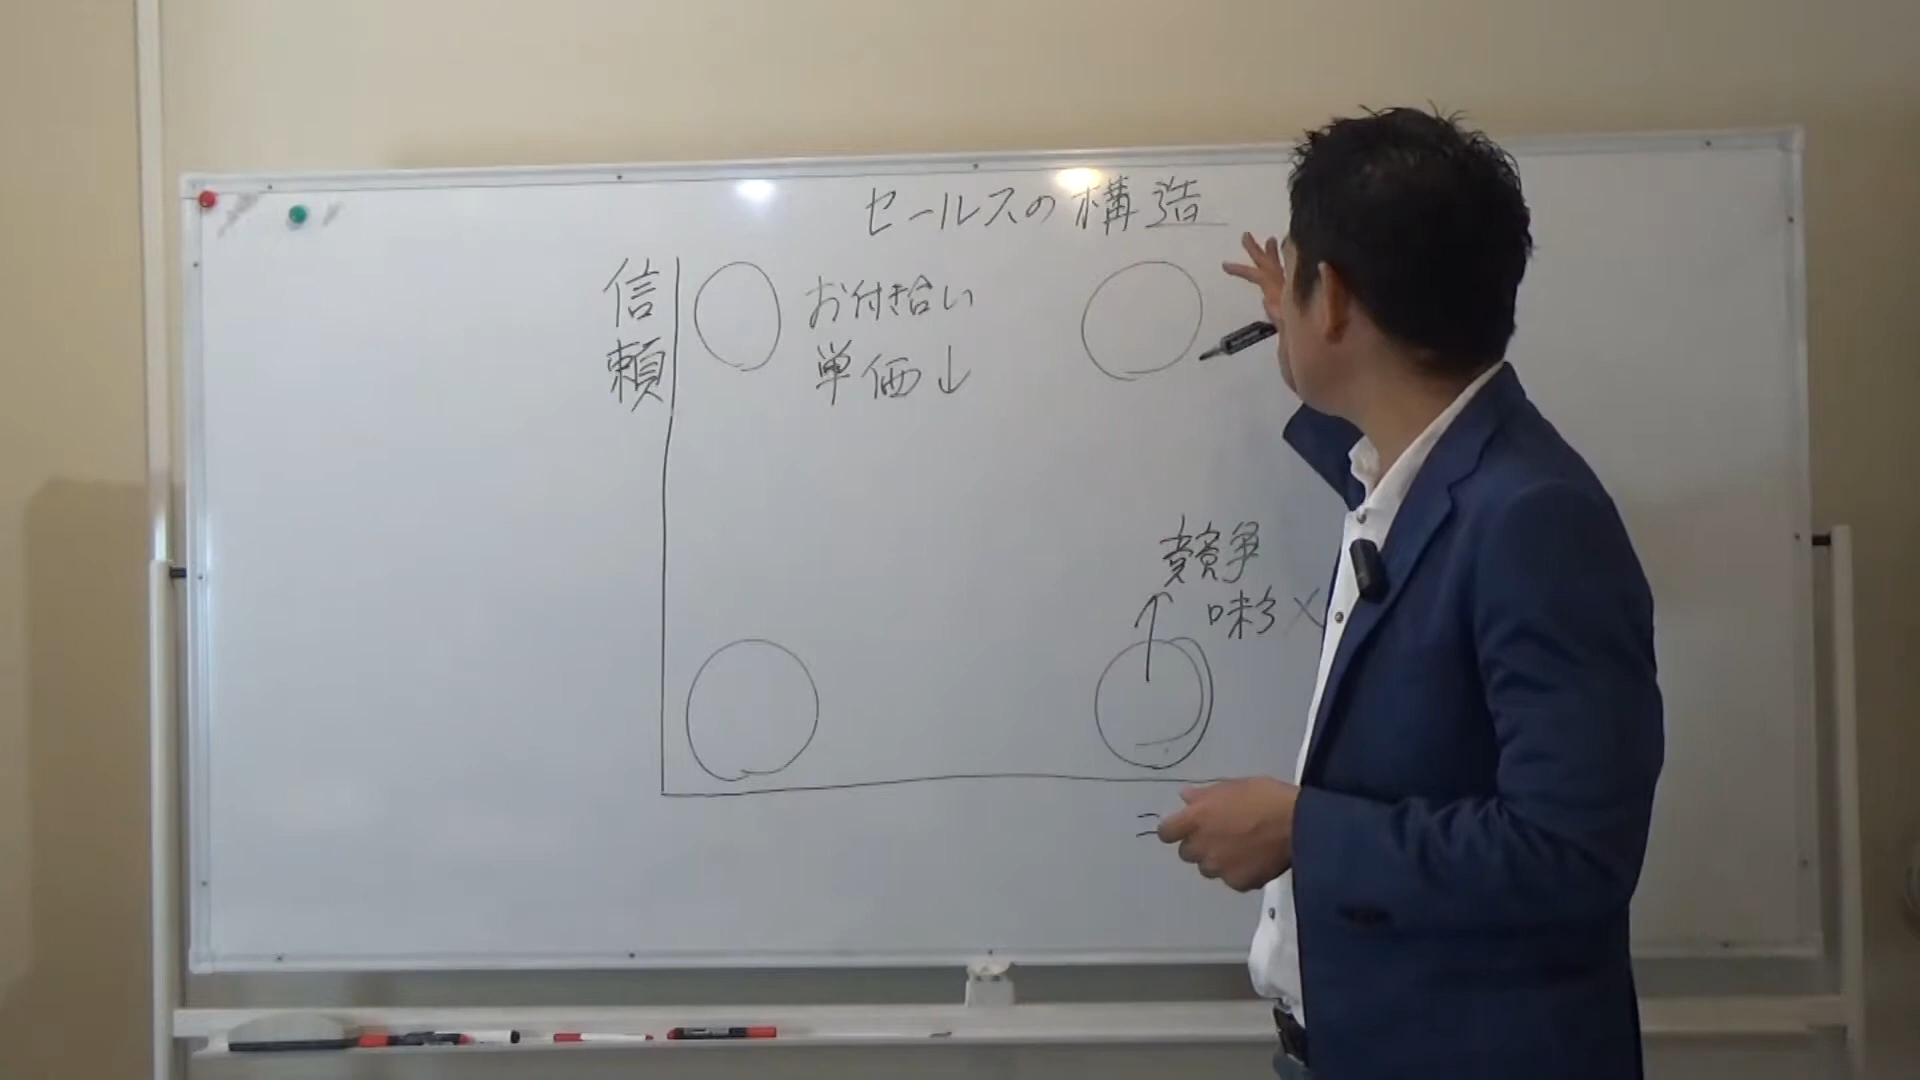 セールスの構造
信頼
お付き合い
単価↓
競争
味方×
ニ